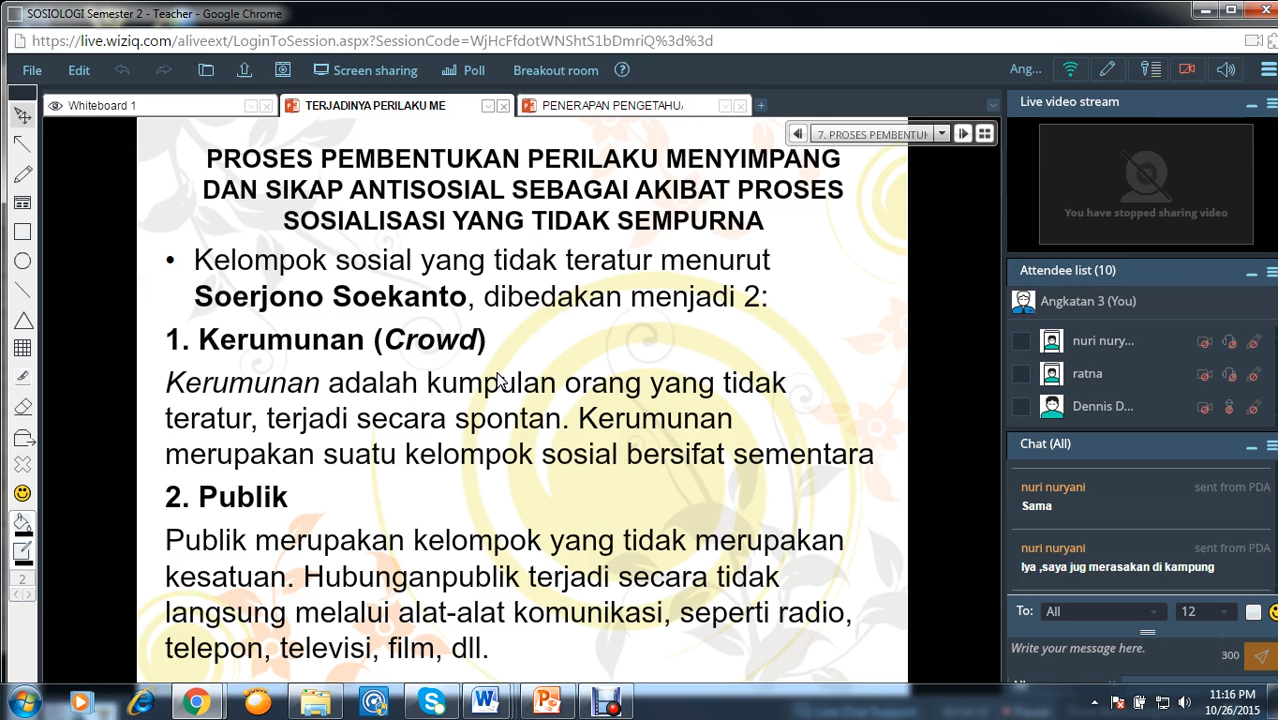 SOSIOLOGI Semester 2 - Teacher - Google Chrome
https://live.wiziq.com/aliveext/LoginToSession.aspx?SessionCode=WjHcFfdotWNShtS1bDmriQ%3d%3d
File Edit Screen sharing Poll Breakout room Ang...
Whiteboard 1 TERJADINYA PERILAKU ME PENERAPAN PENGETAHU
7. PROSES PEMBENTUK
PROSES PEMBENTUKAN PERILAKU MENYIMPANG
DAN SIKAP ANTISOSIAL SEBAGAI AKIBAT PROSES
SOSIALISASI YANG TIDAK SEMPURNA
• Kelompok sosial yang tidak teratur menurut
Soerjono Soekanto, dibedakan menjadi 2:
1. Kerumunan (Crowd)
Kerumunan adalah kumpulan orang yang tidak
teratur, terjadi secara spontan. Kerumunan
merupakan suatu kelompok sosial bersifat sementara
2. Publik
Publik merupakan kelompok yang tidak merupakan
kesatuan. Hubunganpublik terjadi secara tidak
langsung melalui alat-alat komunikasi, seperti radio,
telepon, televisi, film, dll.
2
Live video stream
You have stopped sharing video
Attendee list (10)
Angkatan 3 (You)
nuri nury...
ratna
Dennis D...
Chat (All)
nuri nuryani sent from PDA
Sama
nuri nuryani sent from PDA
Iya ,saya jug merasakan di kampung
To: All 12
Write your message here. 300
11:16 PM
10/26/2015